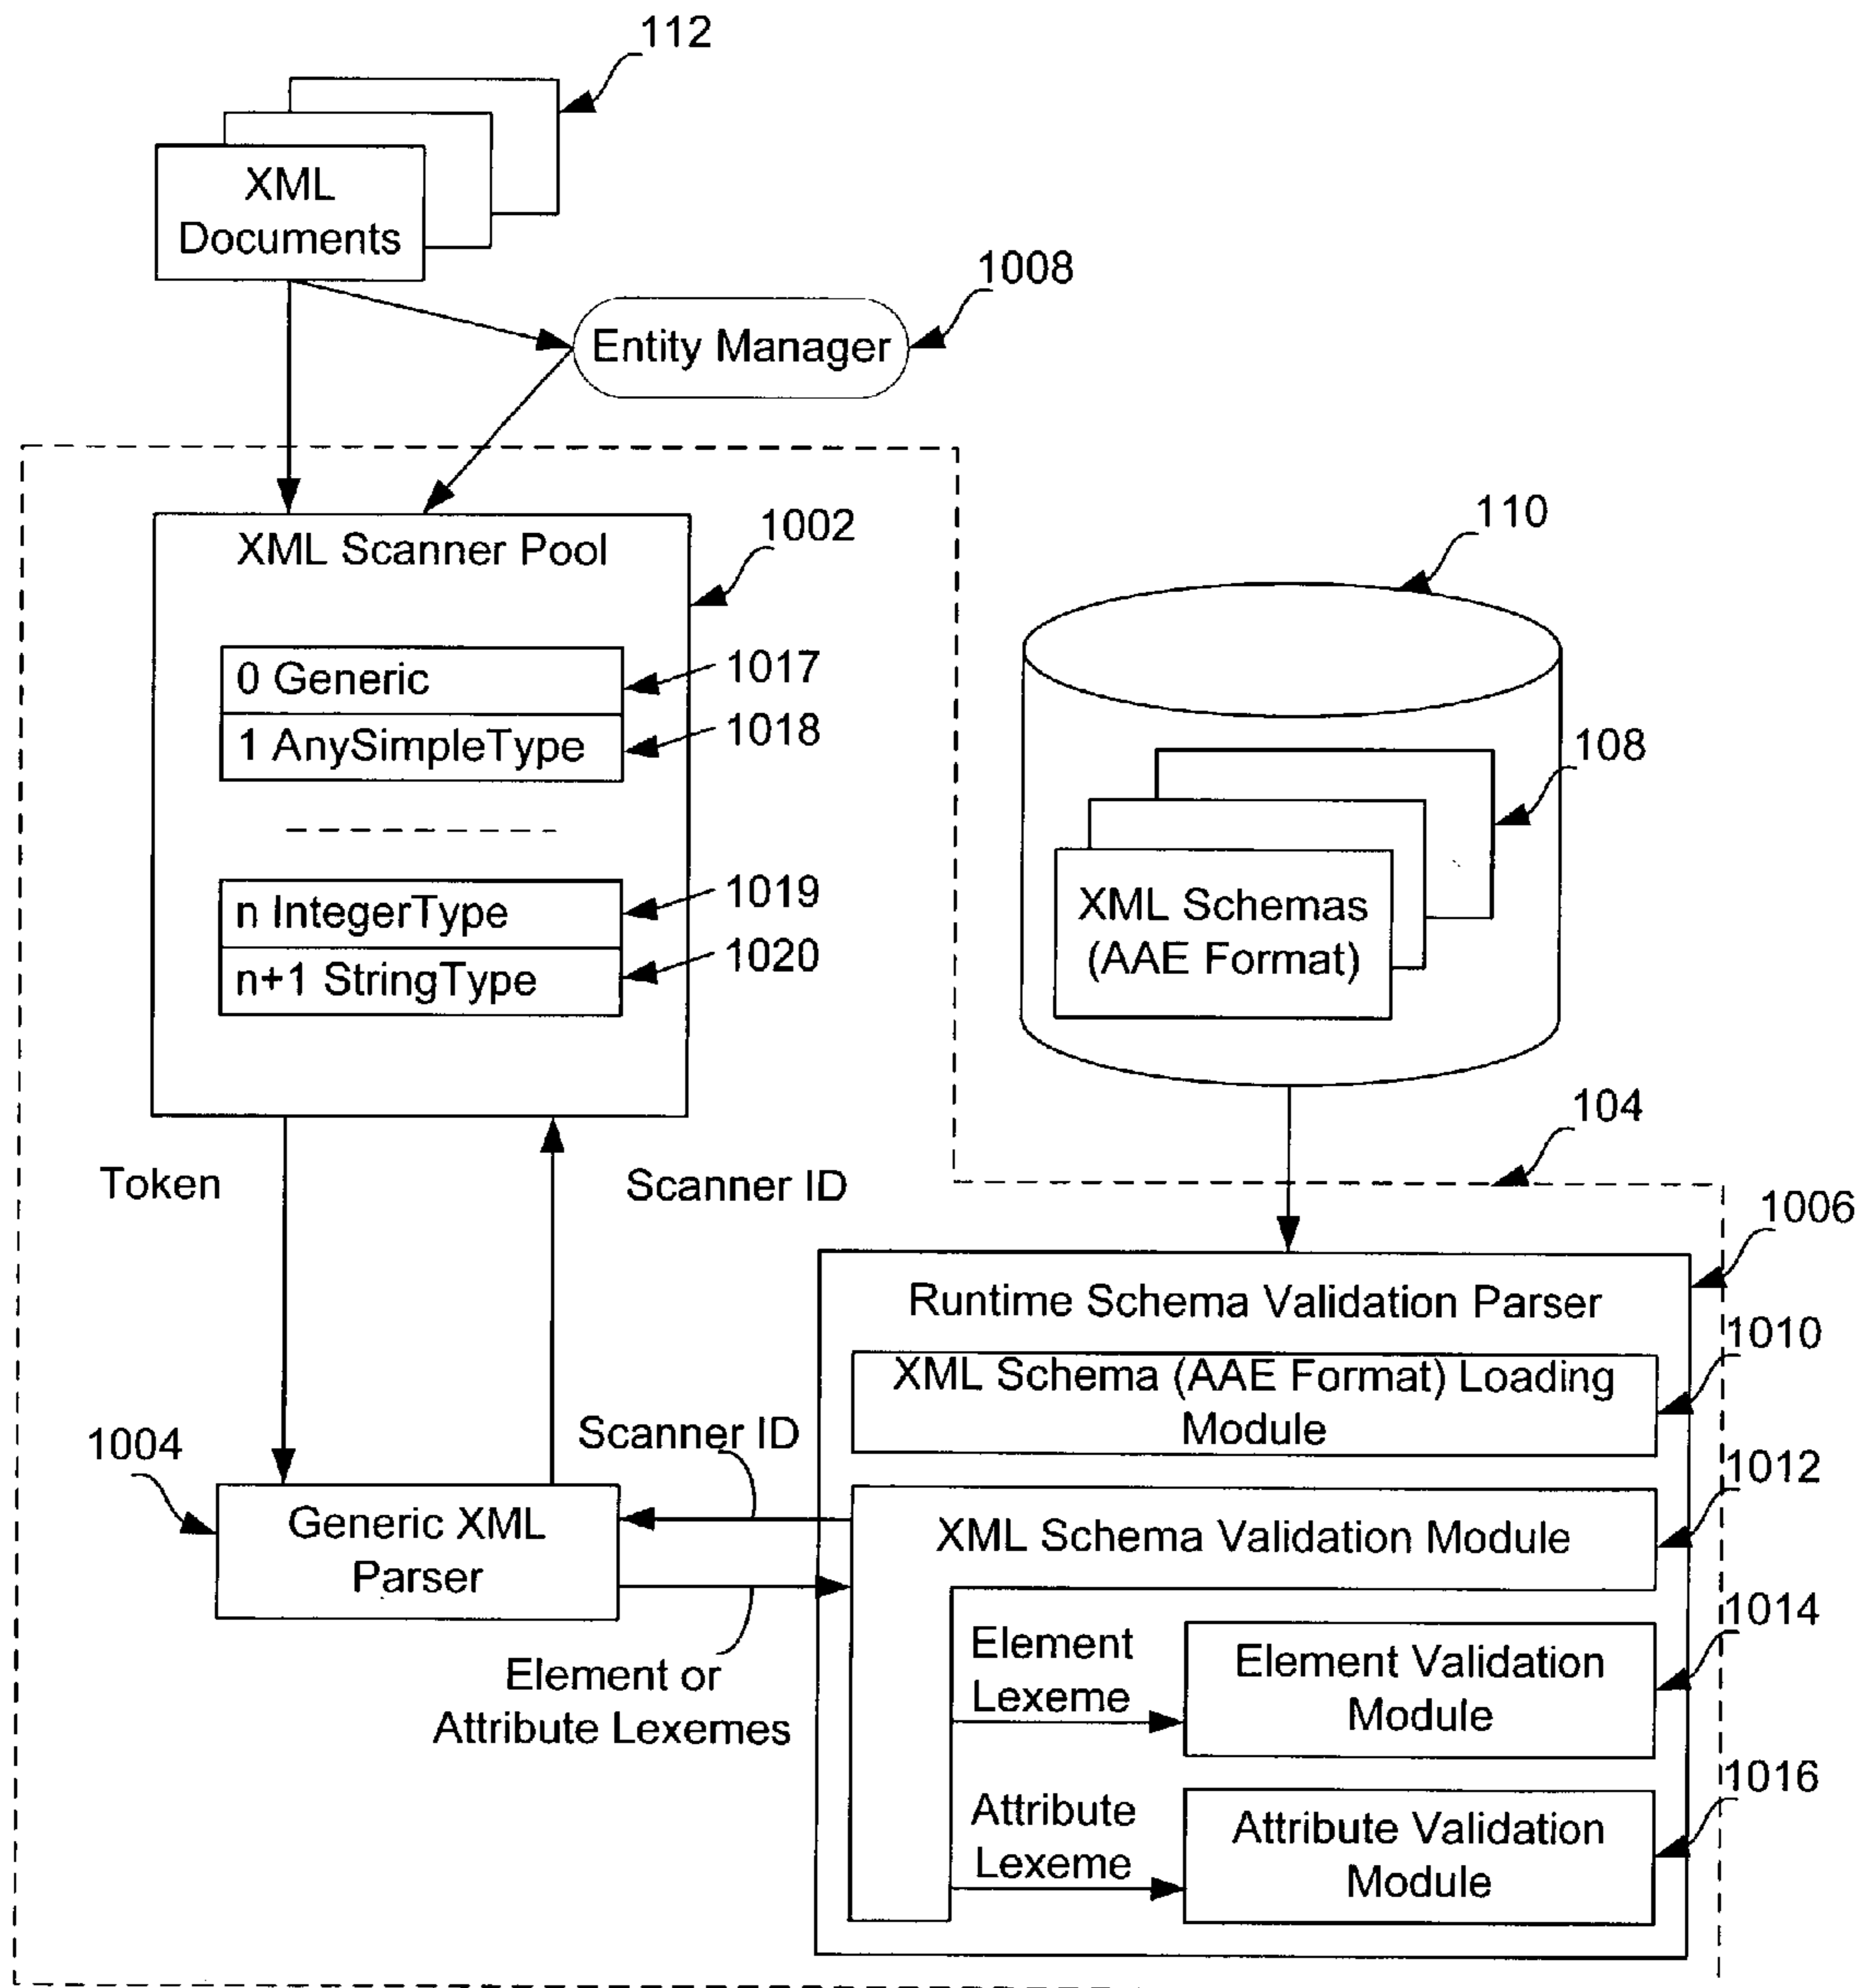 112
XML
Documents
1008
Entity Manager
1002
XML Scanner Pool
110
0 Generic
1017
1 AnySimpleType
1018
108
n IntegerType
1019
n+1 StringType
1020
XML Schemas
(AAE Format)
104
Token
Scanner ID
1006
Runtime Schema Validation Parser
1010
XML Schema (AAE Format) Loading
Module
Scanner ID
1004
1012
Generic XML
Parser
XML Schema Validation Module
1014
Element
Lexeme
Element Validation
Module
Element or
Attribute Lexemes
1016
Attribute
Lexeme
Attribute Validation
Module